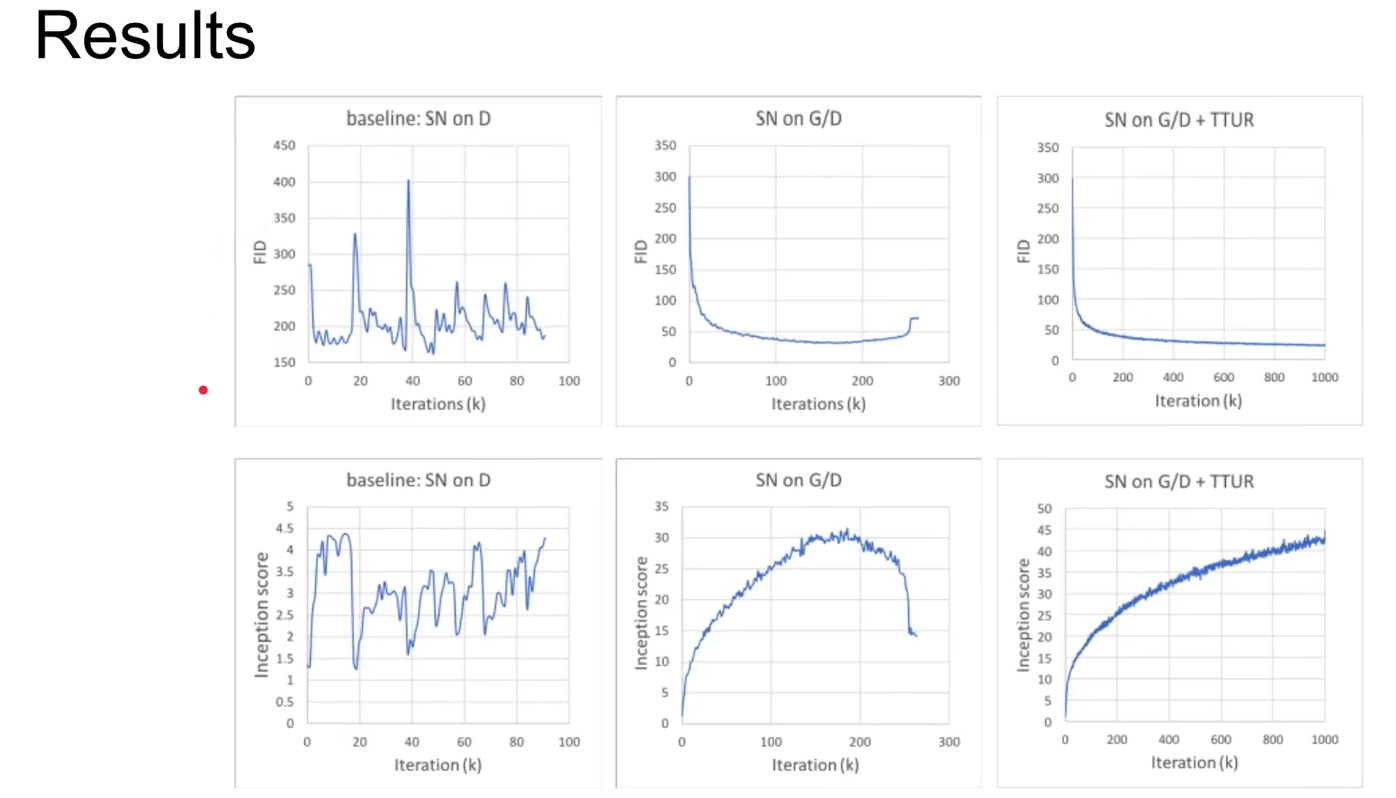 Results
baseline: SN on D
450
400
350
300
250
200
150
FID
0 20 40 60 80 100
Iterations (k)
SN on G/D
350
300
250
200
150
100
50
0
FID
0 100 200 300
Iterations (k)
SN on G/D + TTUR
350
300
250
200
150
100
50
0
FID
0 200 400 600 800 1000
Iteration (k)
baseline: SN on D
5
4.5
4
3.5
3
2.5
2
1.5
1
0.5
0
Inception score
0 20 40 60 80 100
Iteration (k)
SN on G/D
35
30
25
20
15
10
5
0
Inception score
0 100 200 300
Iteration (k)
SN on G/D + TTUR
50
45
40
35
30
25
20
15
10
5
0
Inception score
0 200 400 600 800 1000
Iteration (k)